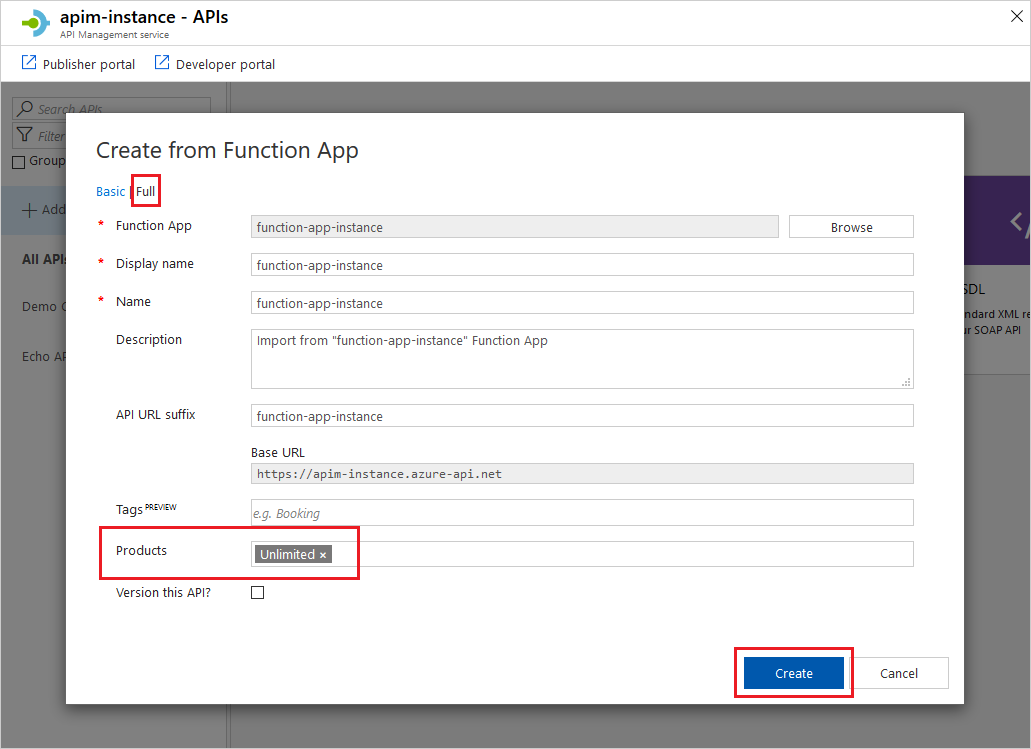 apim-instance - APIs
API Management service
Publisher portal
Developer portal
Search APIs
Filter
Group
Add
All APIs
Demo
Echo
Create from Function App
Basic | Full
* Function App
function-app-instance
Browse
* Display name
function-app-instance
* Name
function-app-instance
Description
Import from "function-app-instance" Function App
API URL suffix
function-app-instance
Base URL
https://apim-instance.azure-api.net
Tags PREVIEW
e.g. Booking
Products
Unlimited ×
Version this API?
Create
Cancel
SDL
XML
SOAP API